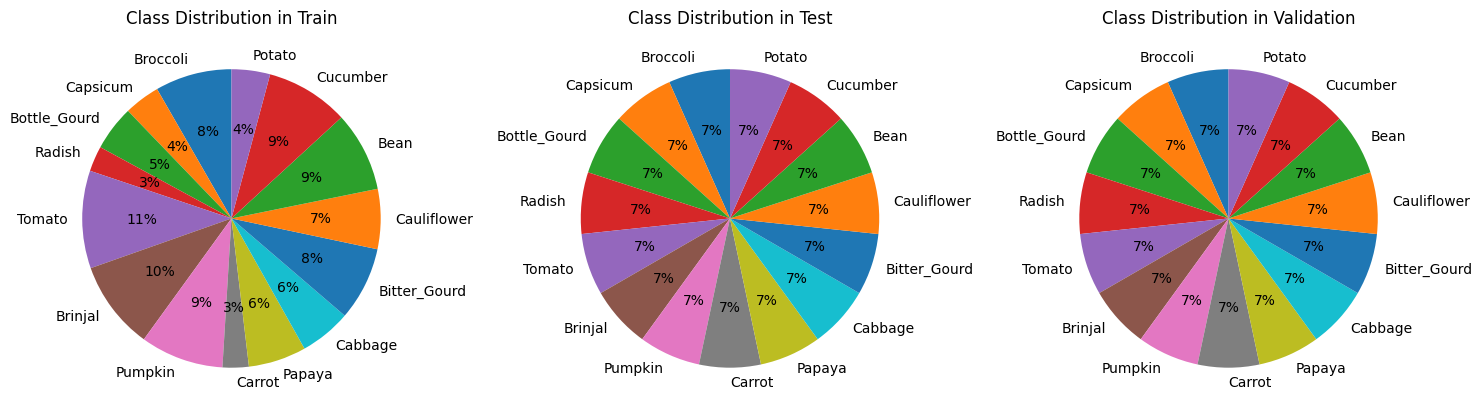 Class Distribution in Train
Broccoli
8%
Capsicum
4%
Bottle_Gourd
5%
Radish
3%
Tomato
11%
Brinjal
10%
Pumpkin
9%
Carrot
3%
Papaya
6%
Cabbage
6%
Bitter_Gourd
8%
Cauliflower
7%
Bean
9%
Cucumber
9%
Potato
4%
Class Distribution in Test
Broccoli
7%
Capsicum
7%
Bottle_Gourd
7%
Radish
7%
Tomato
7%
Brinjal
7%
Pumpkin
7%
Carrot
7%
Papaya
7%
Cabbage
7%
Bitter_Gourd
7%
Cauliflower
7%
Bean
7%
Cucumber
7%
Potato
7%
Class Distribution in Validation
Broccoli
7%
Capsicum
7%
Bottle_Gourd
7%
Radish
7%
Tomato
7%
Brinjal
7%
Pumpkin
7%
Carrot
7%
Papaya
7%
Cabbage
7%
Bitter_Gourd
7%
Cauliflower
7%
Bean
7%
Cucumber
7%
Potato
7%